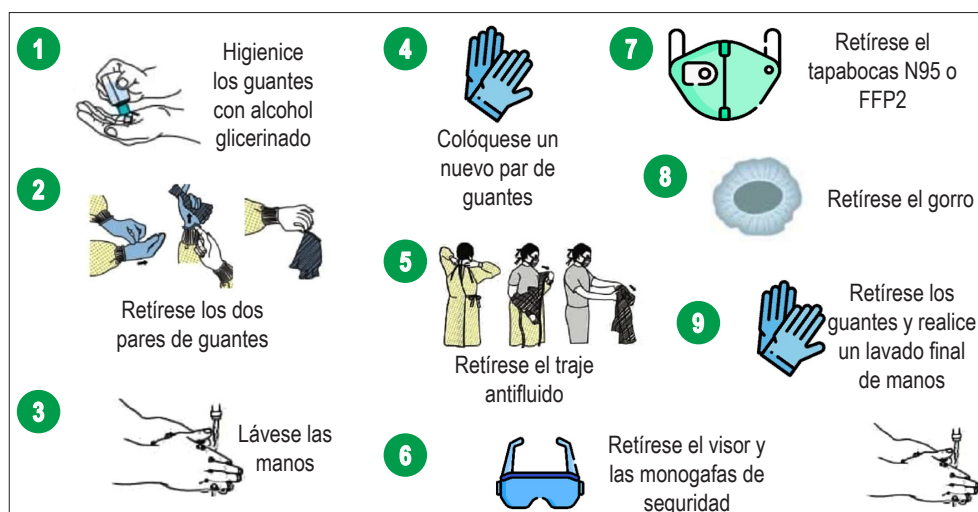 1
Higienice
los guantes
con alcohol
glicerinado
2
Retírese los dos
pares de guantes
3
Lávese las
manos
4
Colóquese un
nuevo par de
guantes
5
Retírese el traje
antifluido
6
Retírese el visor y
las monogafas de
seguridad
7
Retírese el
tapabocas N95 o
FFP2
8
Retírese el gorro
9
Retírese los
guantes y realice
un lavado final
de manos